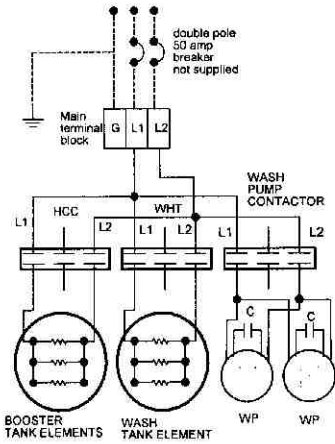 double pole
50 amp
breaker
not supplied
Main
terminal
block
G L1 L2
WASH
PUMP
CONTACTOR
L1 HCC L2 L1 WHT L2 L1 L2
C C
WP WP
BOOSTER
TANK ELEMENTS
WASH
TANK ELEMENT